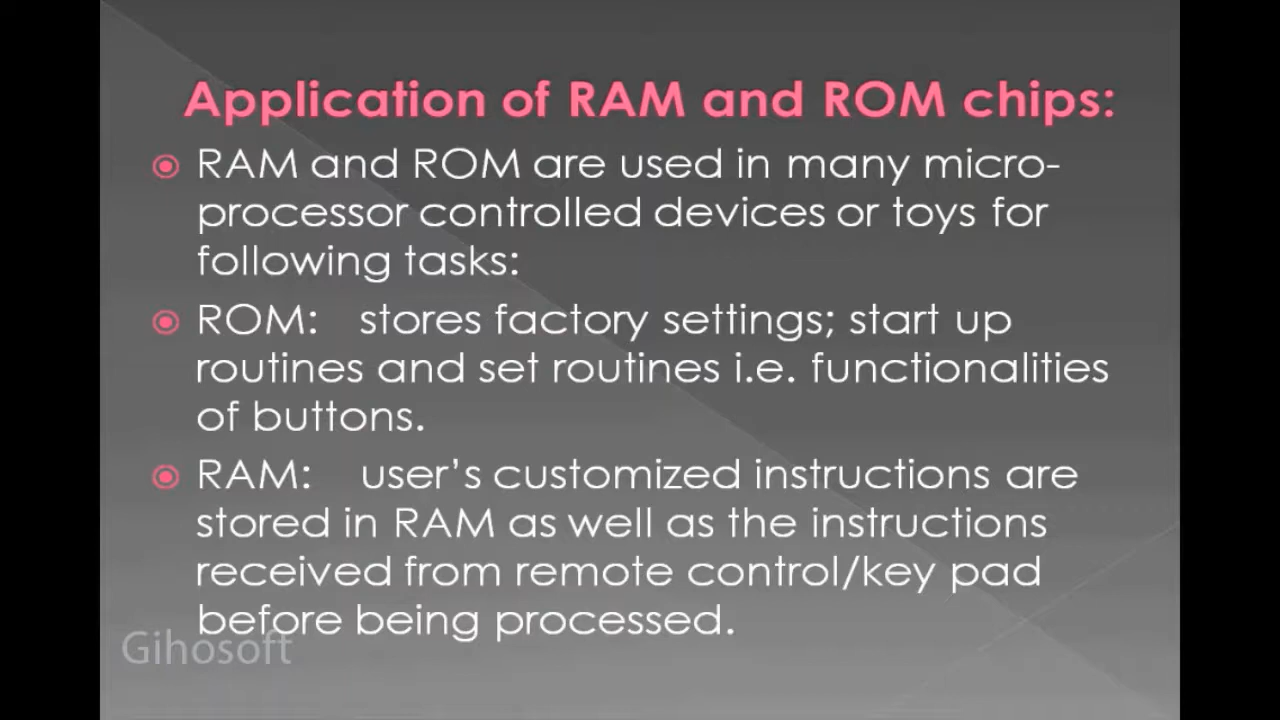 Application of RAM and ROM chips:
RAM and ROM are used in many micro-
processor controlled devices or toys for
following tasks:
ROM: stores factory settings; start up
routines and set routines i.e. functionalities
of buttons.
RAM: user's customized instructions are
stored in RAM as well as the instructions
received from remote control/key pad
before being processed.
Gihosoft